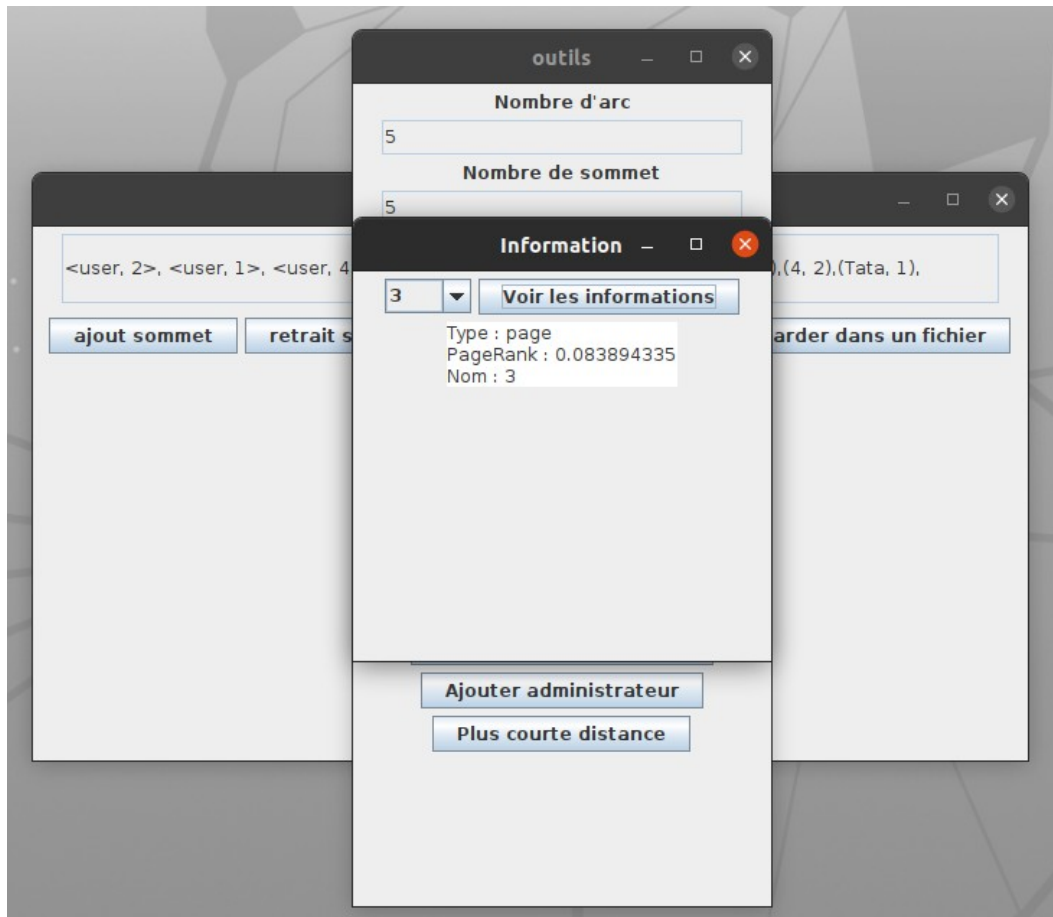 outils
Nombre d'arc
5
Nombre de sommet
5
Information
<user, 2>, <user, 1>, <user, 4
),(4, 2),(Tata, 1),
3
Voir les informations
ajout sommet
retrait s
arder dans un fichier
Type : page
PageRank : 0.083894335
Nom : 3
Ajouter administrateur
Plus courte distance